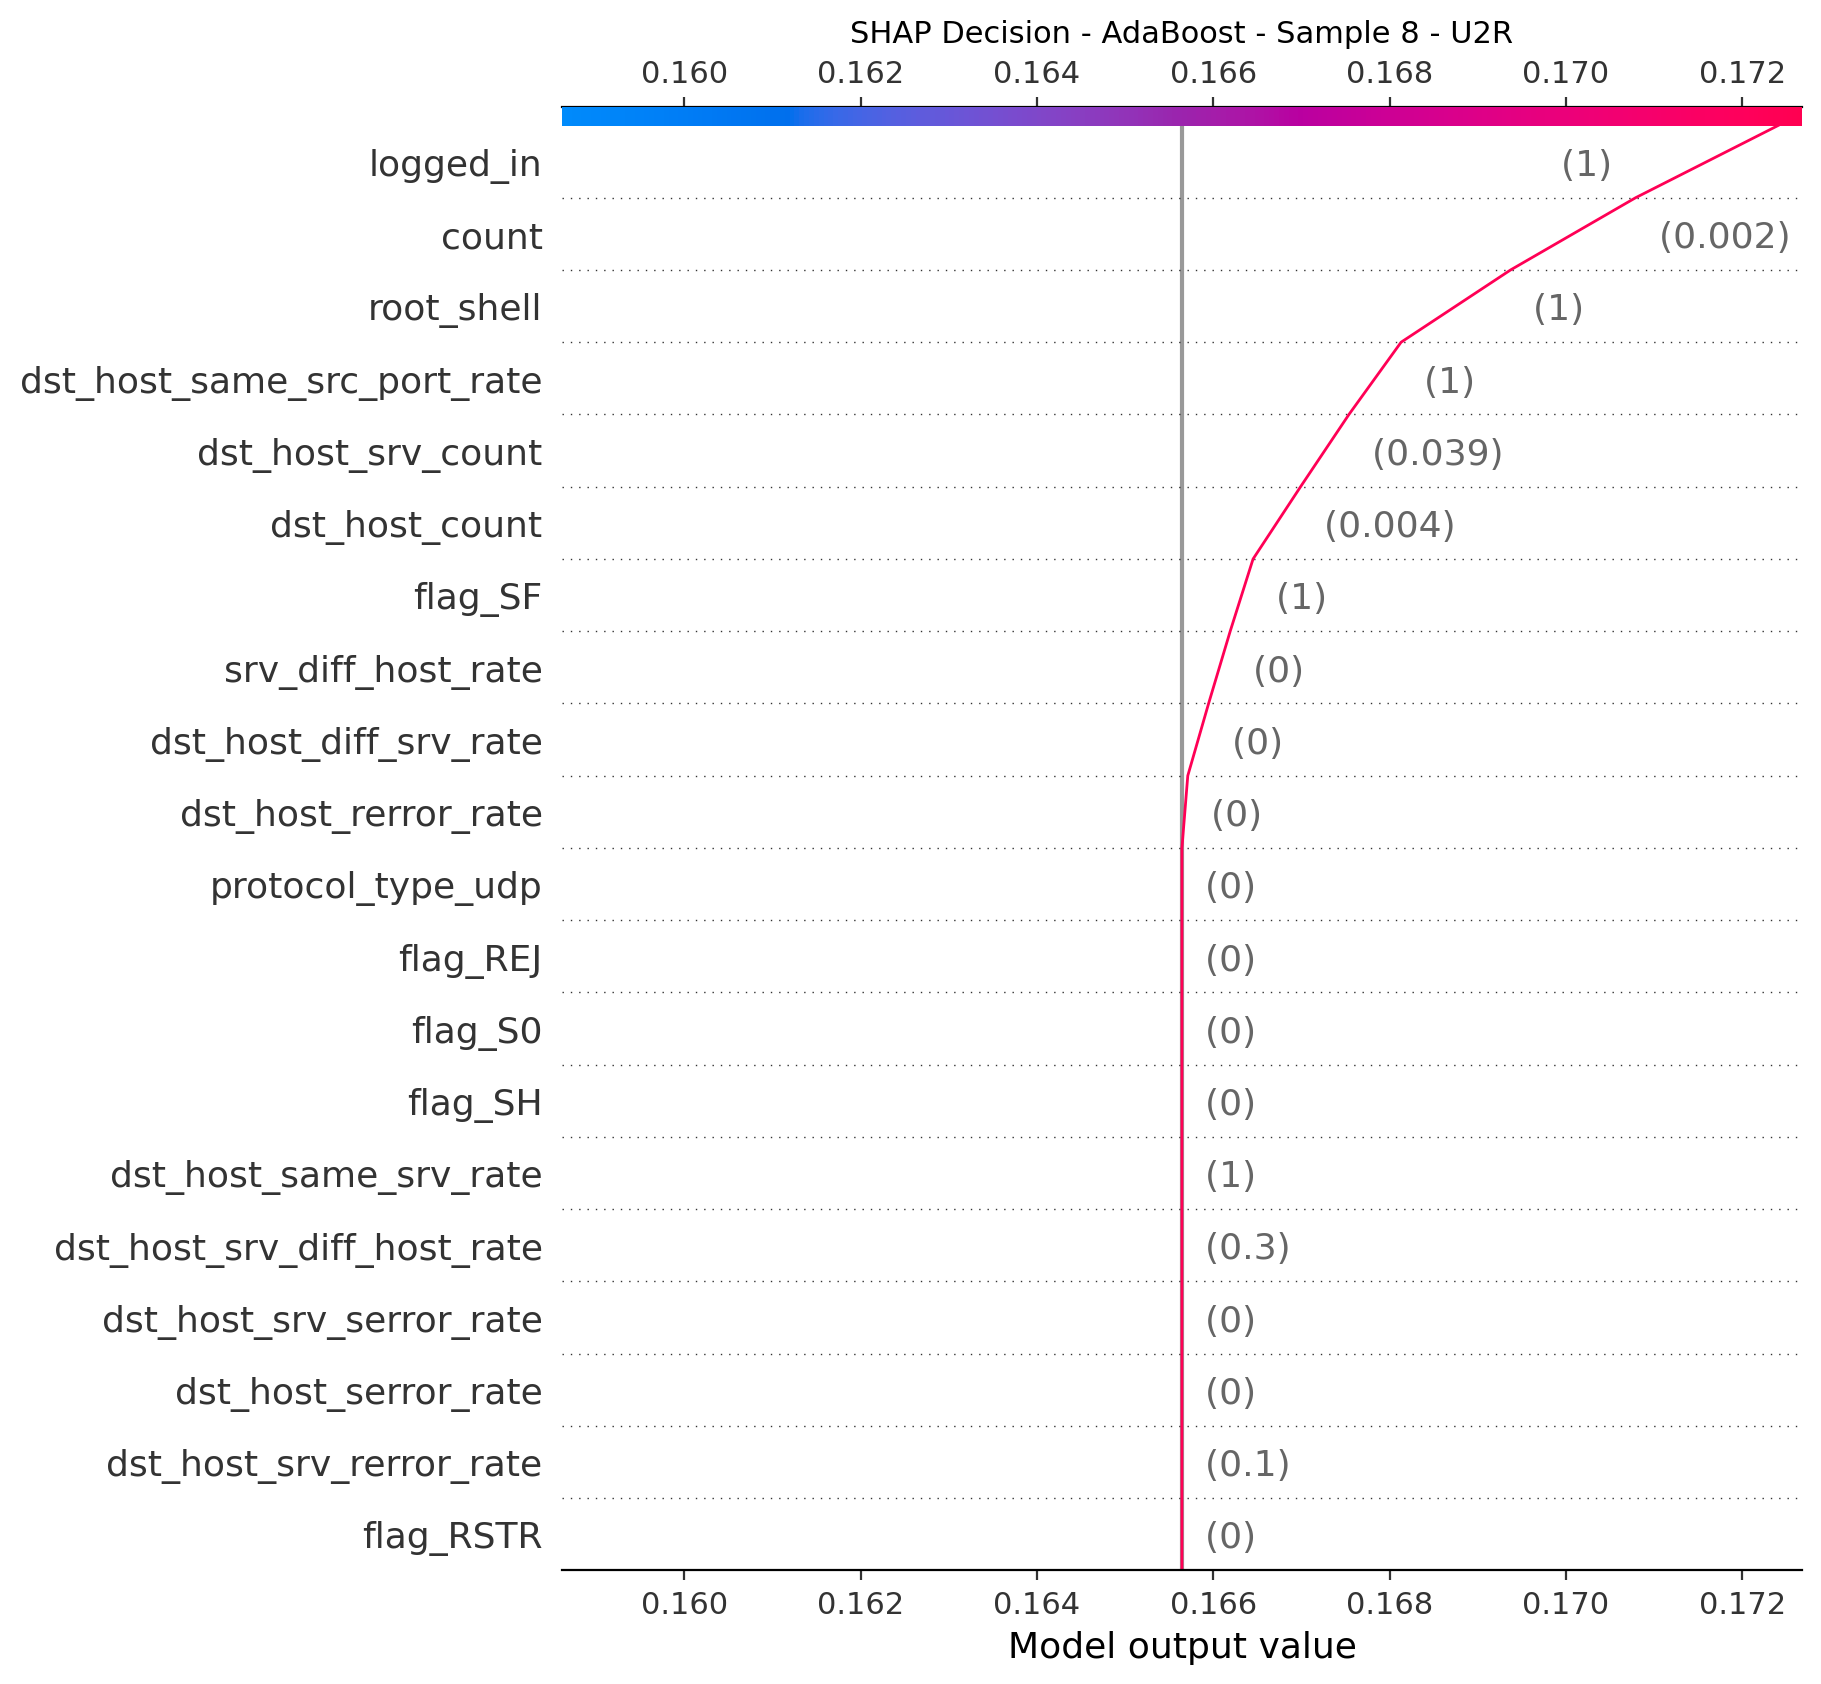 SHAP Decision - AdaBoost - Sample 8 - U2R
0.160 0.162 0.164 0.166 0.168 0.170 0.172
logged_in (1)
count (0.002)
root_shell (1)
dst_host_same_src_port_rate (1)
dst_host_srv_count (0.039)
dst_host_count (0.004)
flag_SF (1)
srv_diff_host_rate (0)
dst_host_diff_srv_rate (0)
dst_host_rerror_rate (0)
protocol_type_udp (0)
flag_REJ (0)
flag_S0 (0)
flag_SH (0)
dst_host_same_srv_rate (1)
dst_host_srv_diff_host_rate (0.3)
dst_host_srv_serror_rate (0)
dst_host_serror_rate (0)
dst_host_srv_rerror_rate (0.1)
flag_RSTR (0)
0.160 0.162 0.164 0.166 0.168 0.170 0.172
Model output value